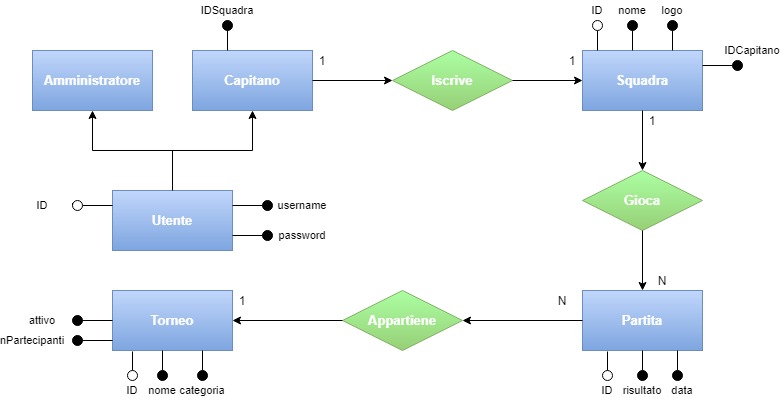 IDSquadra
ID
nome
logo
IDCapitano
Amministratore
Capitano
1
Iscrive
1
Squadra
1
ID
Utente
username
password
Gioca
N
attivo
nPartecipanti
Torneo
1
Appartiene
N
Partita
ID
nome
categoria
ID
risultato
data